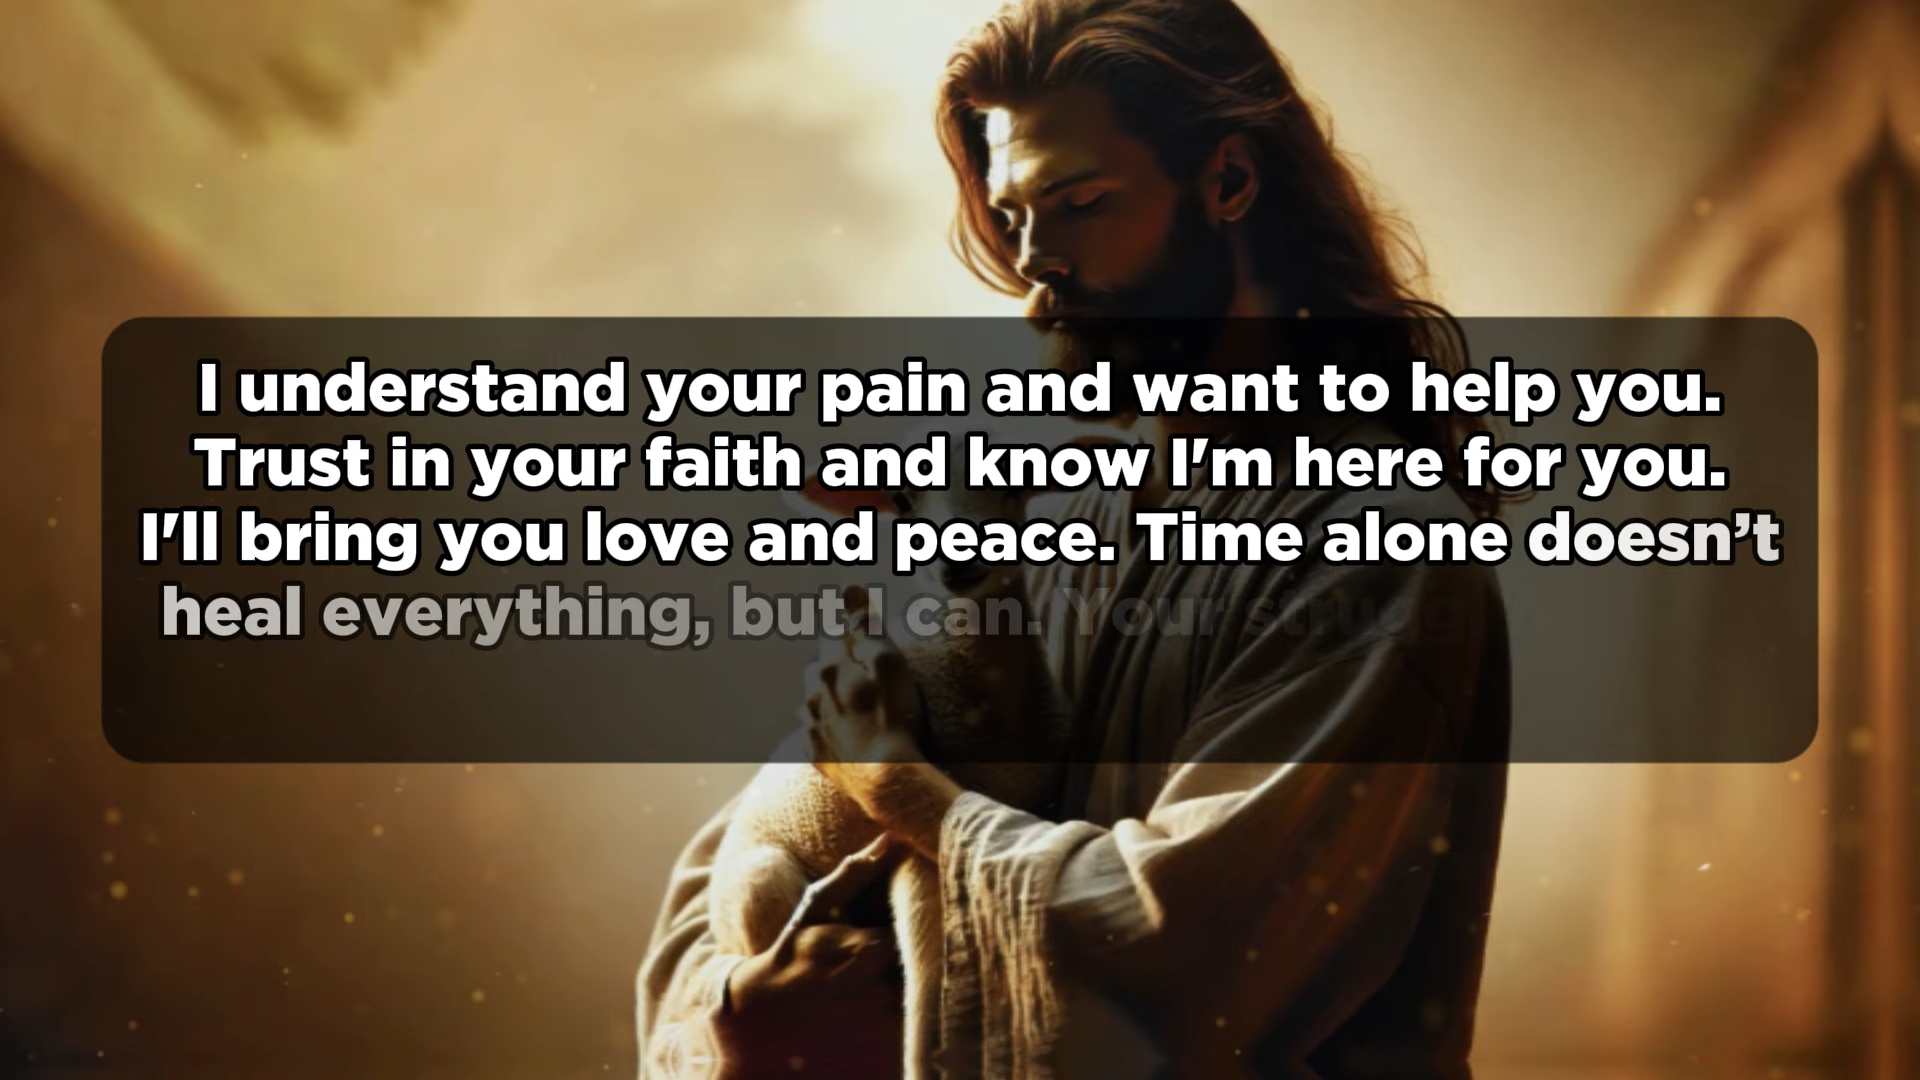 I understand your pain and want to help you.
Trust in your faith and know I'm here for you.
I'll bring you love and peace. Time alone doesn’t
heal everything, but I can. Your